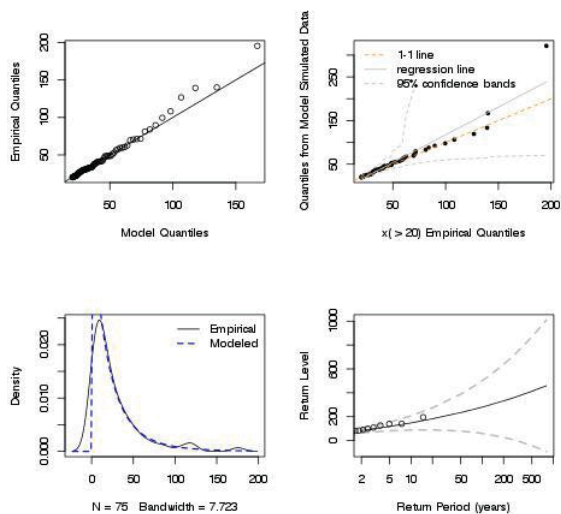 Empirical Quantiles
50 100 150 200
50 100 150
Model Quantiles
Quantiles from Model Simulated Data
50 150 250
1-1 line
regression line
95% confidence bands
0 50 100 150 200
x( > 20) Empirical Quantiles
Density
0.000 0.010 0.020
Empirical
Modeled
0 50 100 150 200
N = 75 Bandwidth = 7.723
Return Level
0 200 600 1000
2 5 10 50 200 500
Return Period (years)